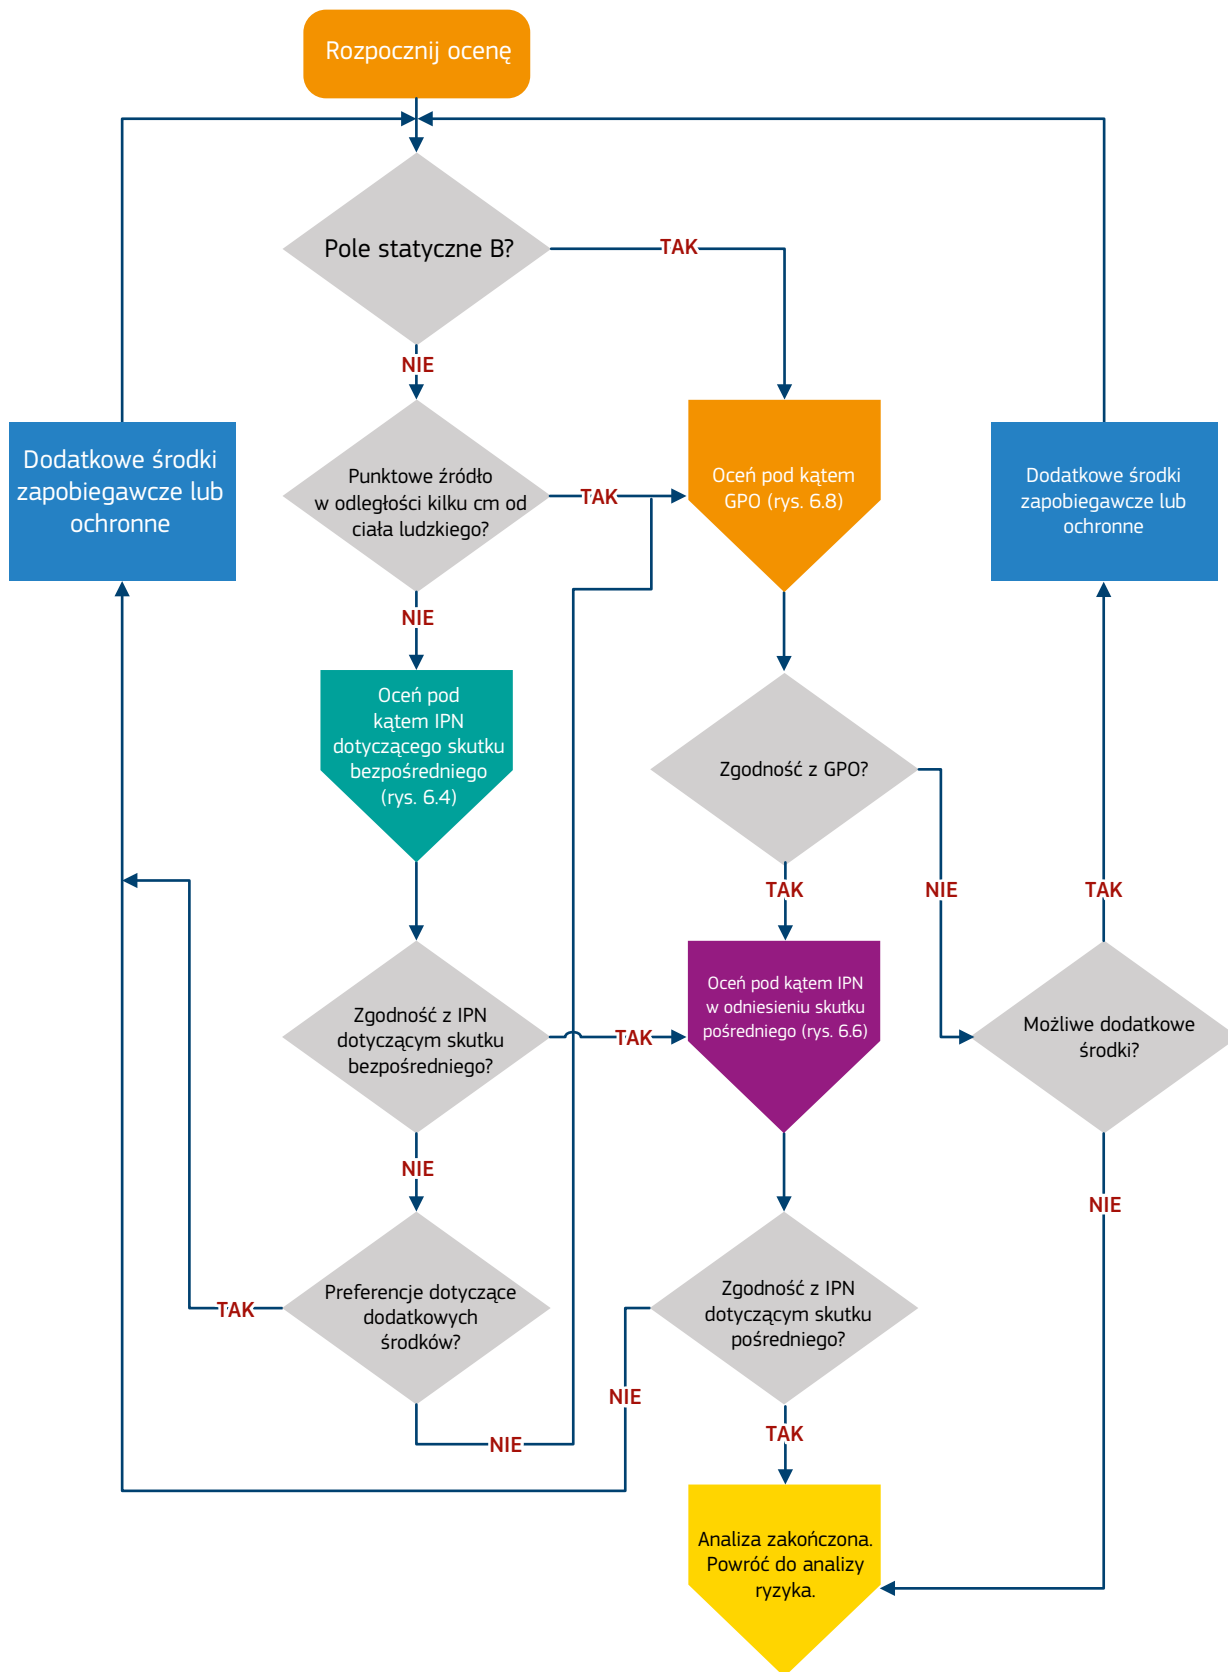 Rozpocznij ocenę
Pole statyczne B?
TAK
NIE
Punktowe źródło
w odległości kilku cm od
ciała ludzkiego?
TAK
Oceń pod kątem
GPO (rys. 6.8)
Dodatkowe środki
zapobiegawcze lub
ochronne
Dodatkowe środki
zapobiegawcze lub
ochronne
NIE
Oceń pod
kątem IPN
dotyczącego skutku
bezpośredniego
(rys. 6.4)
Zgodność z GPO?
TAK
NIE
TAK
Zgodność z IPN
dotyczącym skutku
bezpośredniego?
TAK
Oceń pod kątem IPN
w odniesieniu skutku
pośredniego (rys. 6.6)
Możliwe dodatkowe
środki?
NIE
NIE
Preferencje dotyczące
dodatkowych
środków?
TAK
Zgodność z IPN
dotyczącym skutku
pośredniego?
NIE
NIE
TAK
Analiza zakończona.
Powróć do analizy
ryzyka.